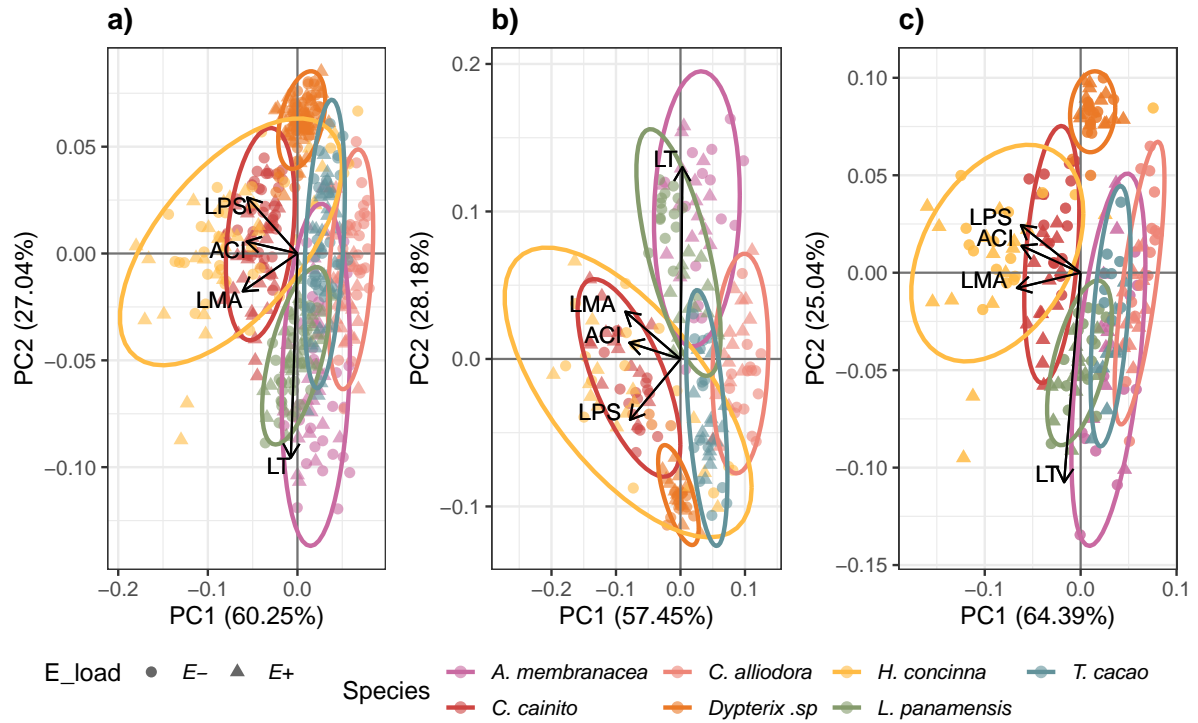 a)
PC2 (27.04%)
0.05
0.00
−0.05
−0.10
LPS
ACI
LMA
LT
−0.2
−0.1
0.0
PC1 (60.25%)
b)
PC2 (28.18%)
0.2
0.1
0.0
−0.1
LT
LMA
ACI
LPS
−0.2
−0.1
0.0
0.1
PC1 (57.45%)
c)
PC2 (25.04%)
0.10
0.05
0.00
−0.05
−0.10
−0.15
LPS
ACI
LMA
LT
−0.1
0.0
0.1
PC1 (64.39%)
E_load E− E+
Species
A. membranacea C. alliodora H. concinna T. cacao
C. cainito Dypterix .sp L. panamensis